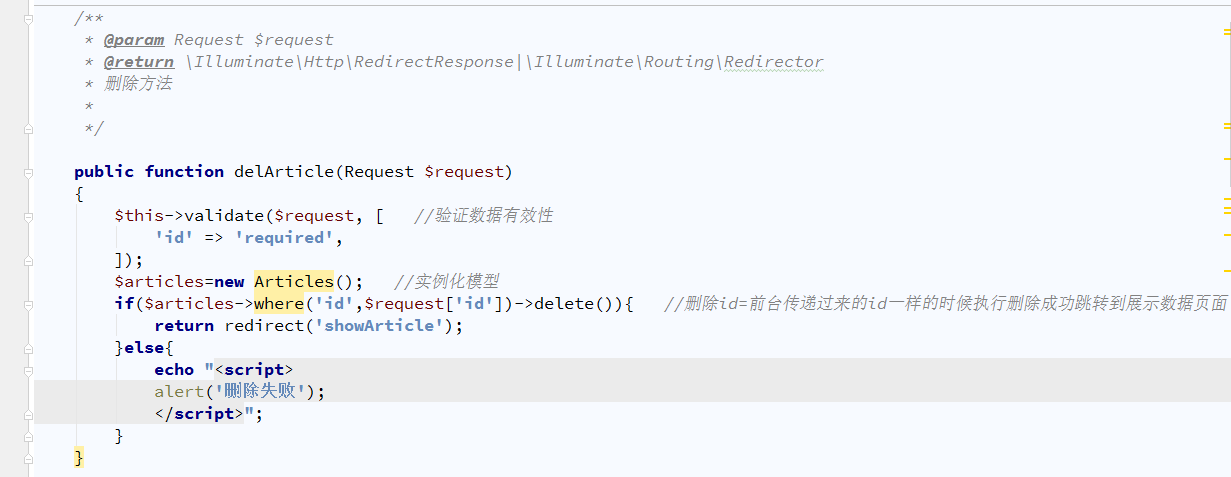 /**
 * @param Request $request
 * @return \Illuminate\Http\RedirectResponse|\Illuminate\Routing\Redirector
 * 删除方法
 *
 */
public function delArticle(Request $request)
{
    $this->validate($request, [   //验证数据有效性
        'id' => 'required',
    ]);
    $articles=new Articles();   //实例化模型
    if($articles->where('id',$request['id'])->delete()){   //删除id=前台传递过来的id一样的时候执行删除成功跳转到展示数据页面
        return redirect('showArticle');
    }else{
        echo "<script>
        alert('删除失败');
        </script>";
    }
}